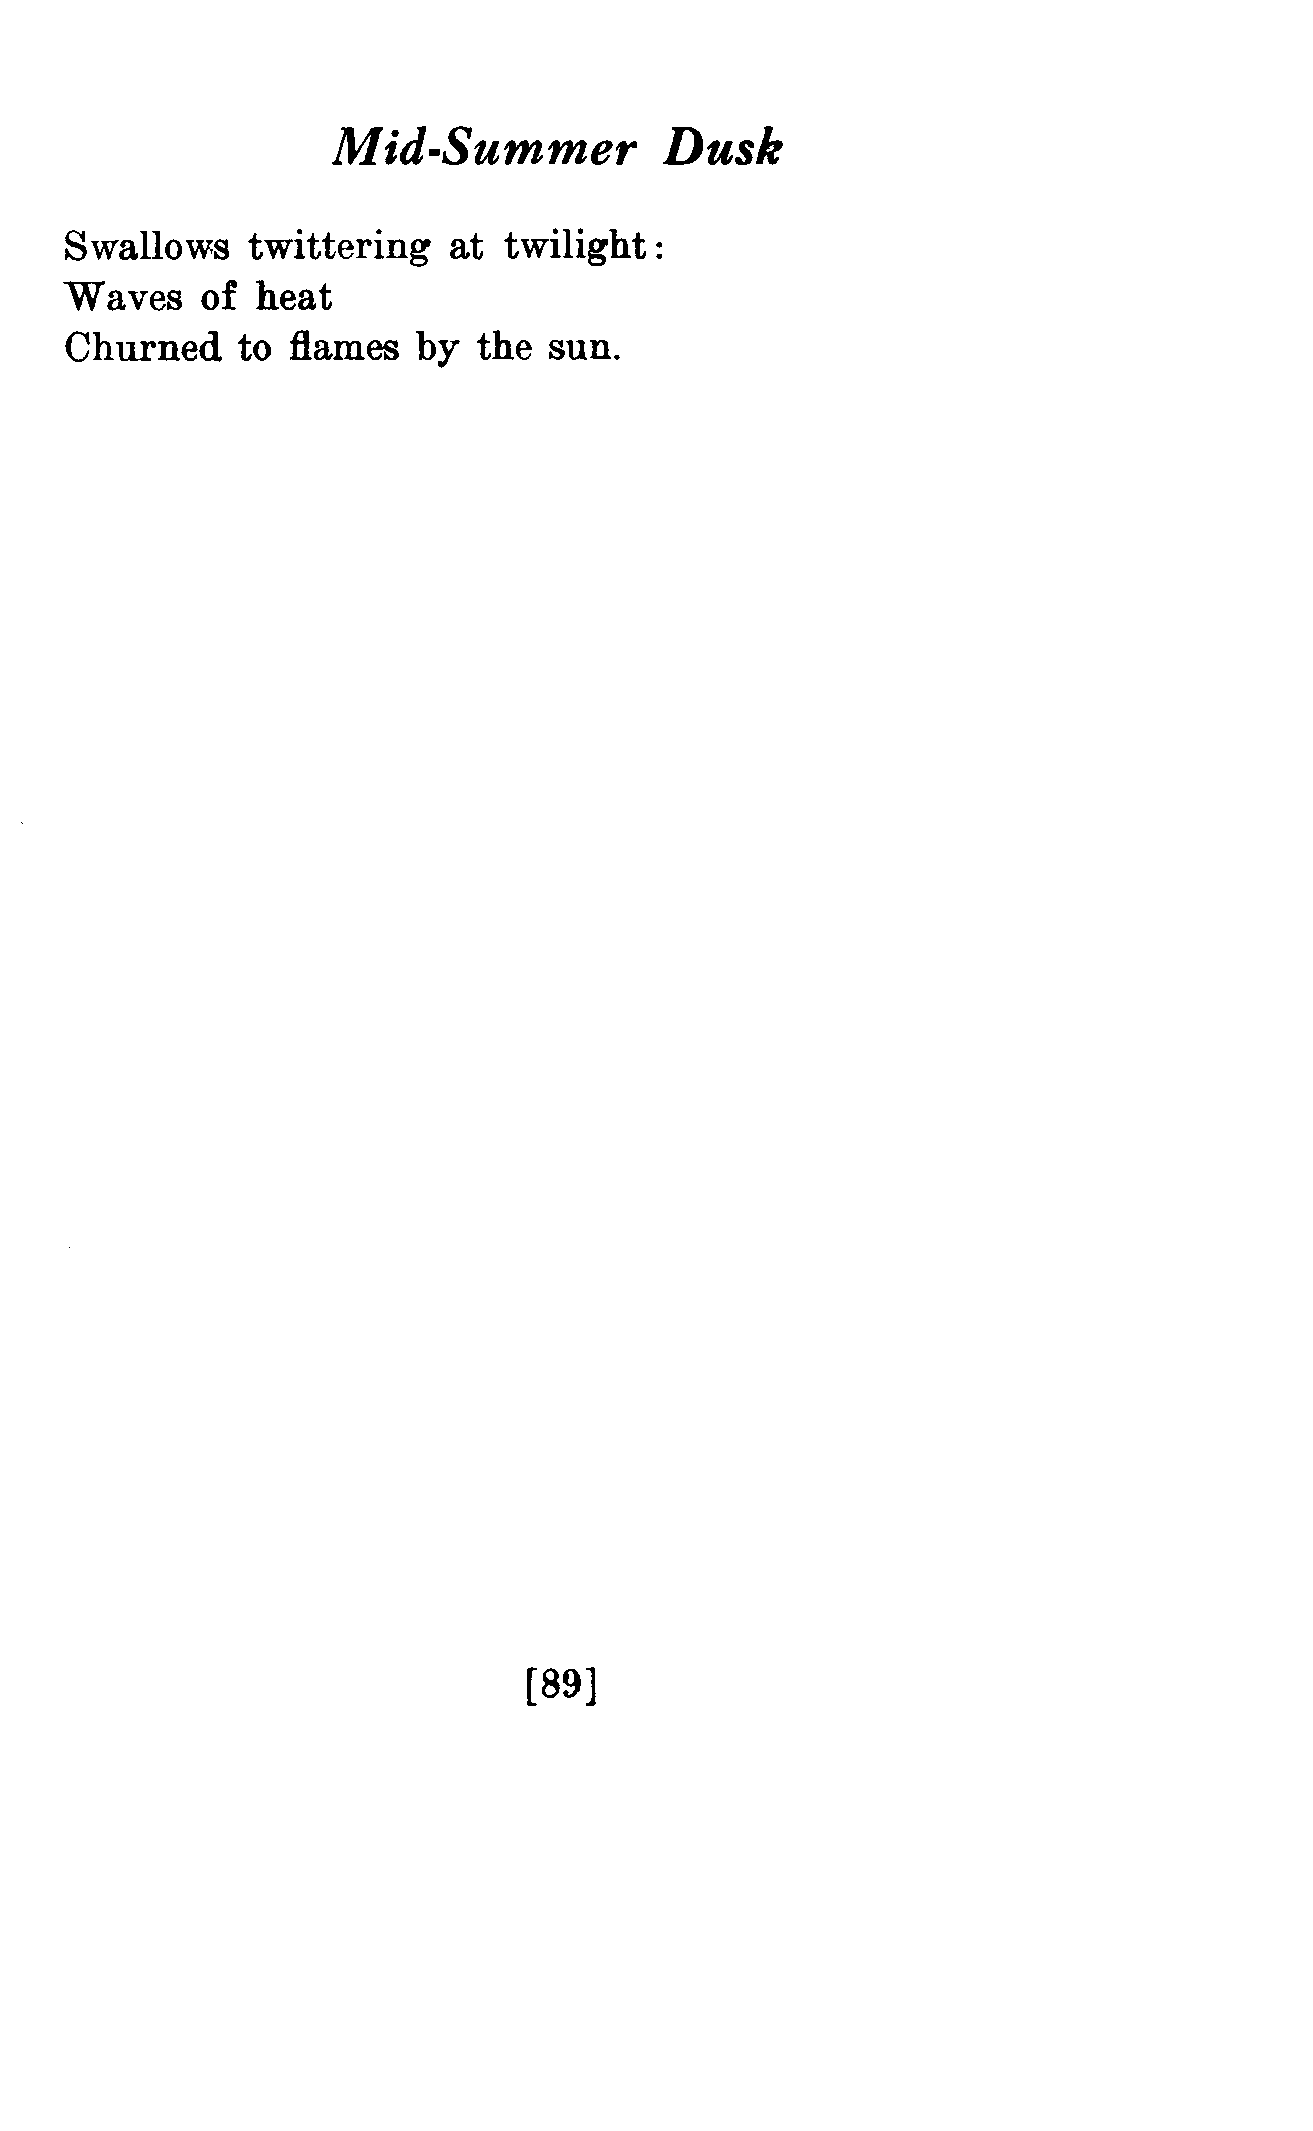 Mid-Summer Dusk
Swallows twittering at twilight:
Waves of heat
Churned to flames by the sun.
[89]